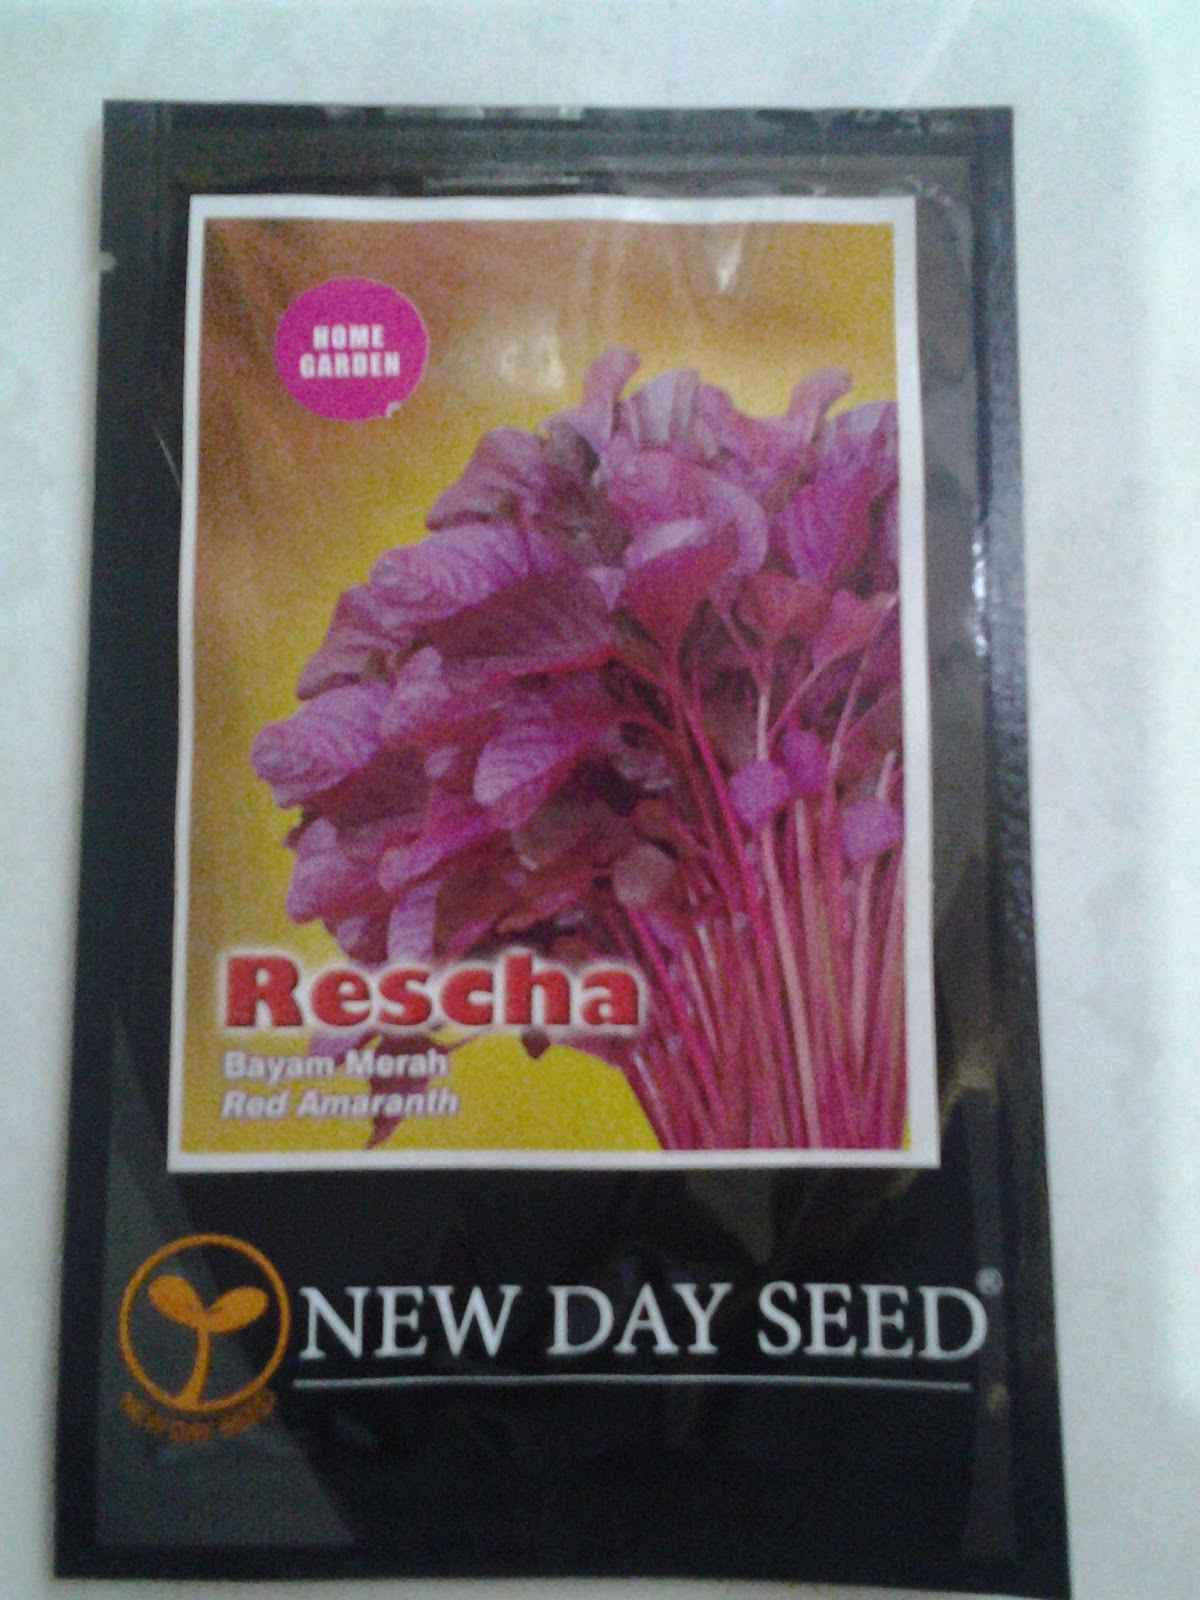 HOME
GARDEN
Rescha
Bayam Merah
Red Amaranth
NEW DAY SEED®